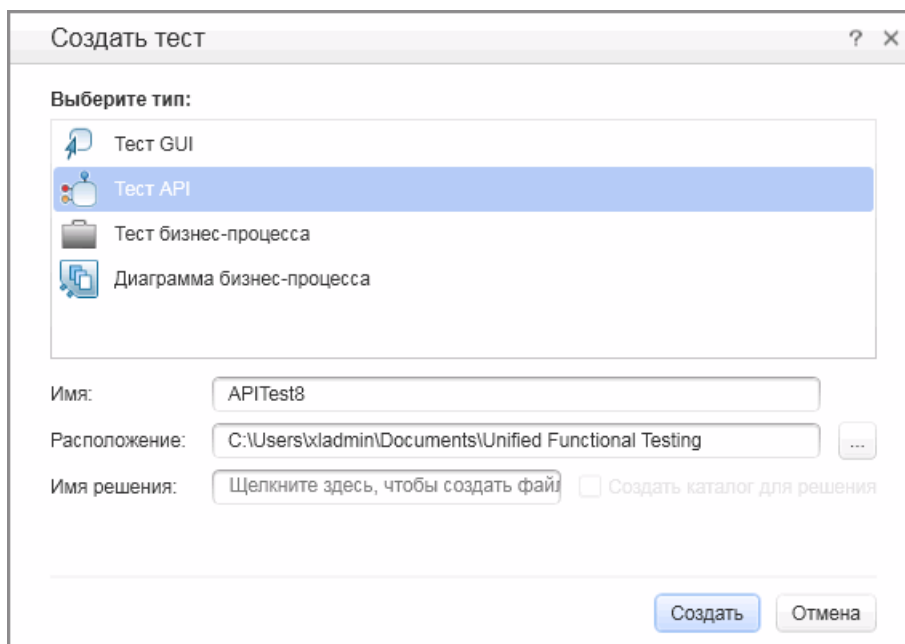 Создать тест
? ×
Выберите тип:
Тест GUI
Тест API
Тест бизнес-процесса
Диаграмма бизнес-процесса
Имя: APITest8
Расположение: C:\Users\xladmin\Documents\Unified Functional Testing ...
Имя решения: Щелкните здесь, чтобы создать файл Создать каталог для решения
Создать Отмена